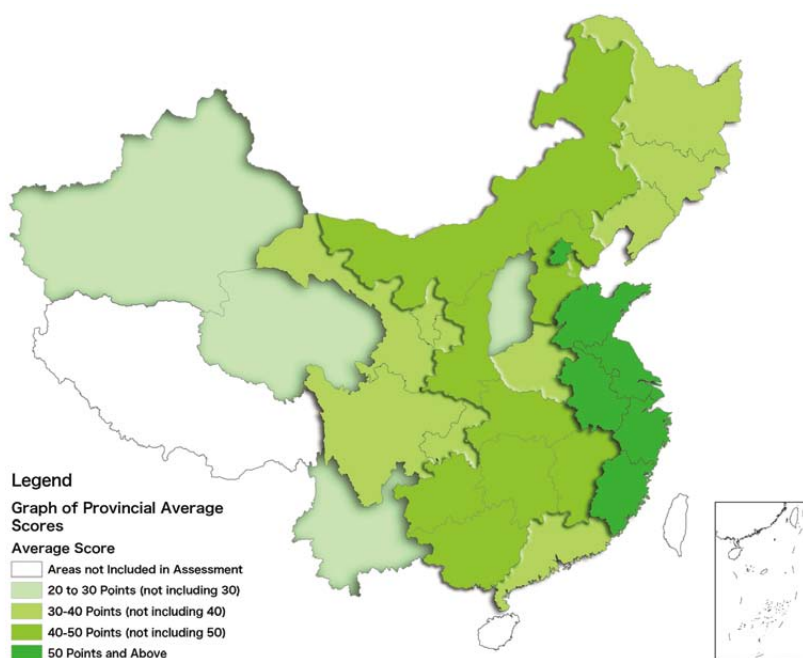 Legend
Graph of Provincial Average
Scores
Average Score
Areas not Included in Assessment
20 to 30 Points (not including 30)
30-40 Points (not including 40)
40-50 Points (not including 50)
50 Points and Above